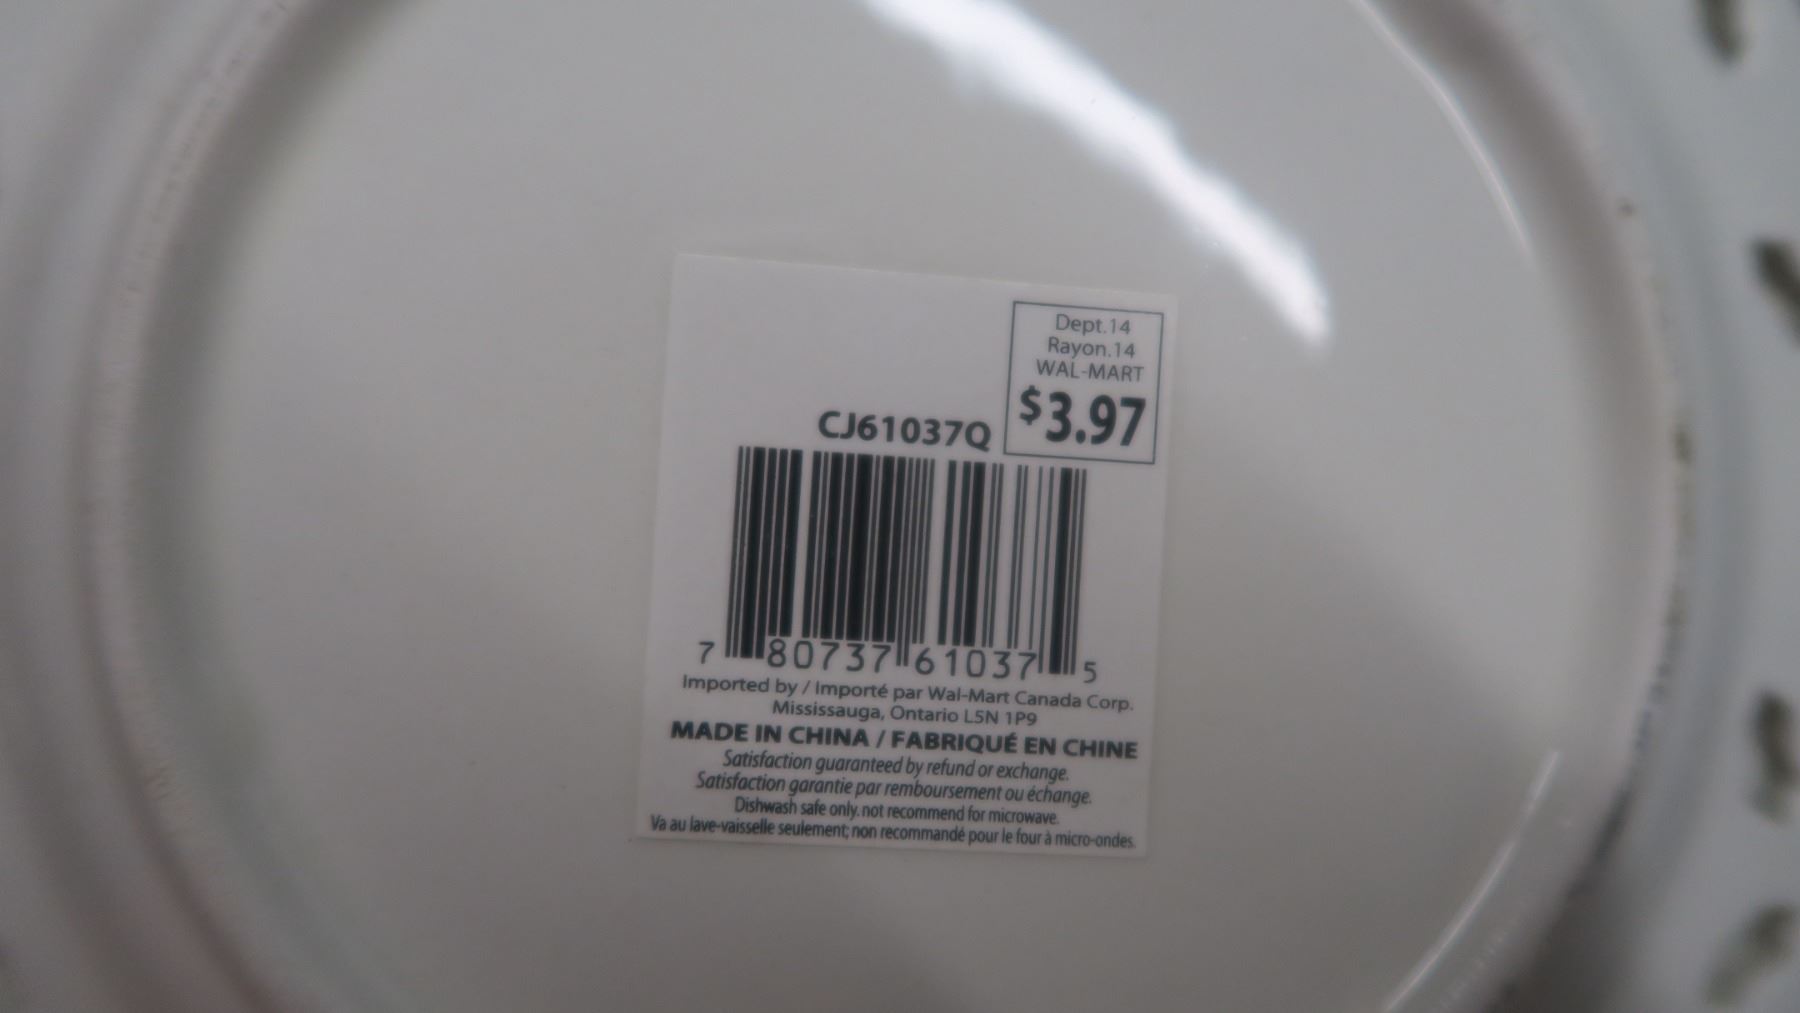 Dept.14
Rayon.14
WAL-MART
$3.97
CJ61037Q
7 80737 61037 5
Imported by / Importé par Wal-Mart Canada Corp.
Mississauga, Ontario L5N 1P9
MADE IN CHINA / FABRIQUÉ EN CHINE
Satisfaction guaranteed by refund or exchange.
Satisfaction garantie par remboursement ou échange.
Dishwash safe only. not recommend for microwave.
Va au lave-vaisselle seulement; non recommandé pour le four à micro-ondes.